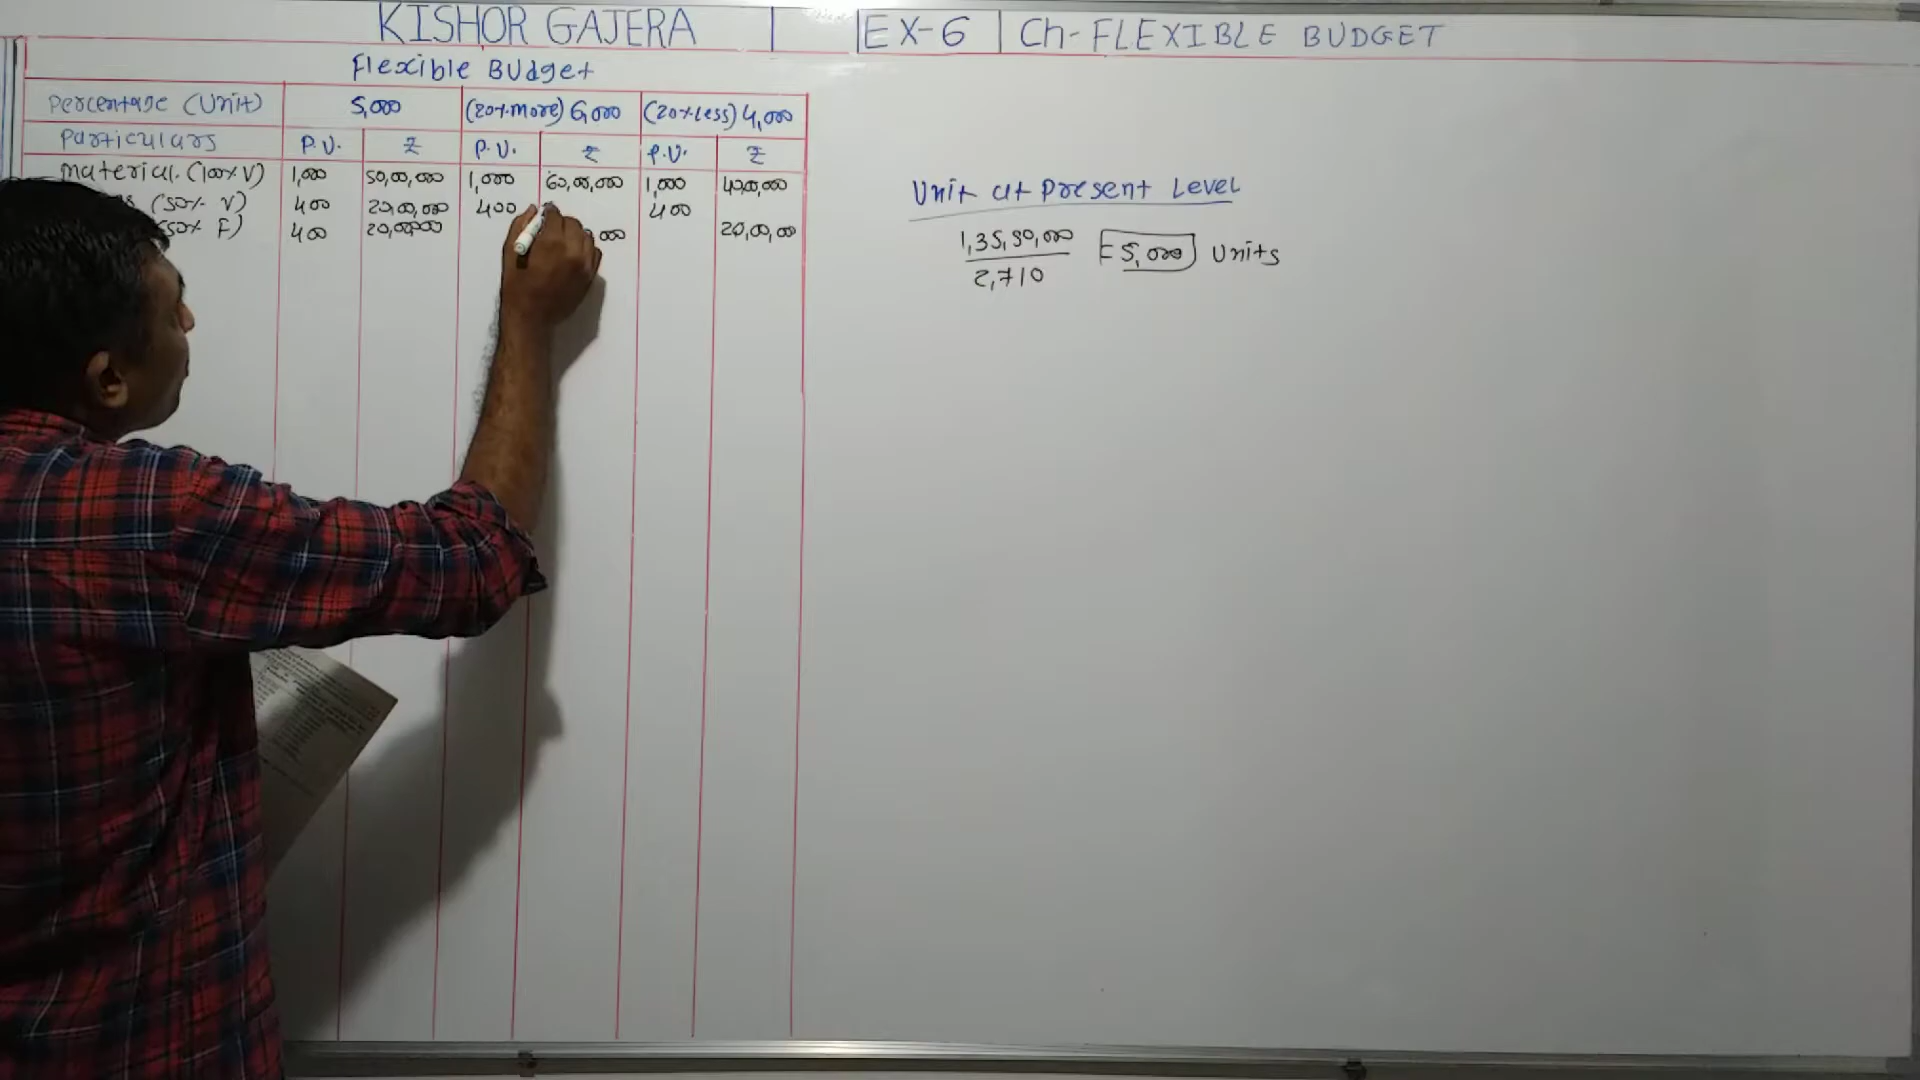 KISHOR GAJERA | EX-6 | Ch-FLEXIBLE BUDGET
Flexible Budget
Percentage (Unit) 5,000 (20% more) 6,000 (20% Less) 4,000
Particulars P.U. ₹ P.U. ₹ P.U. ₹
Material. (100% V) 1,000 50,00,000 1,000 60,00,000 1,000 40,00,000
(50% V) 400 20,00,000 400 400
(50% F) 400 20,00,000 20,00,000
Unit at Present Level
1,35,50,000
2,710
= 5,000 Units